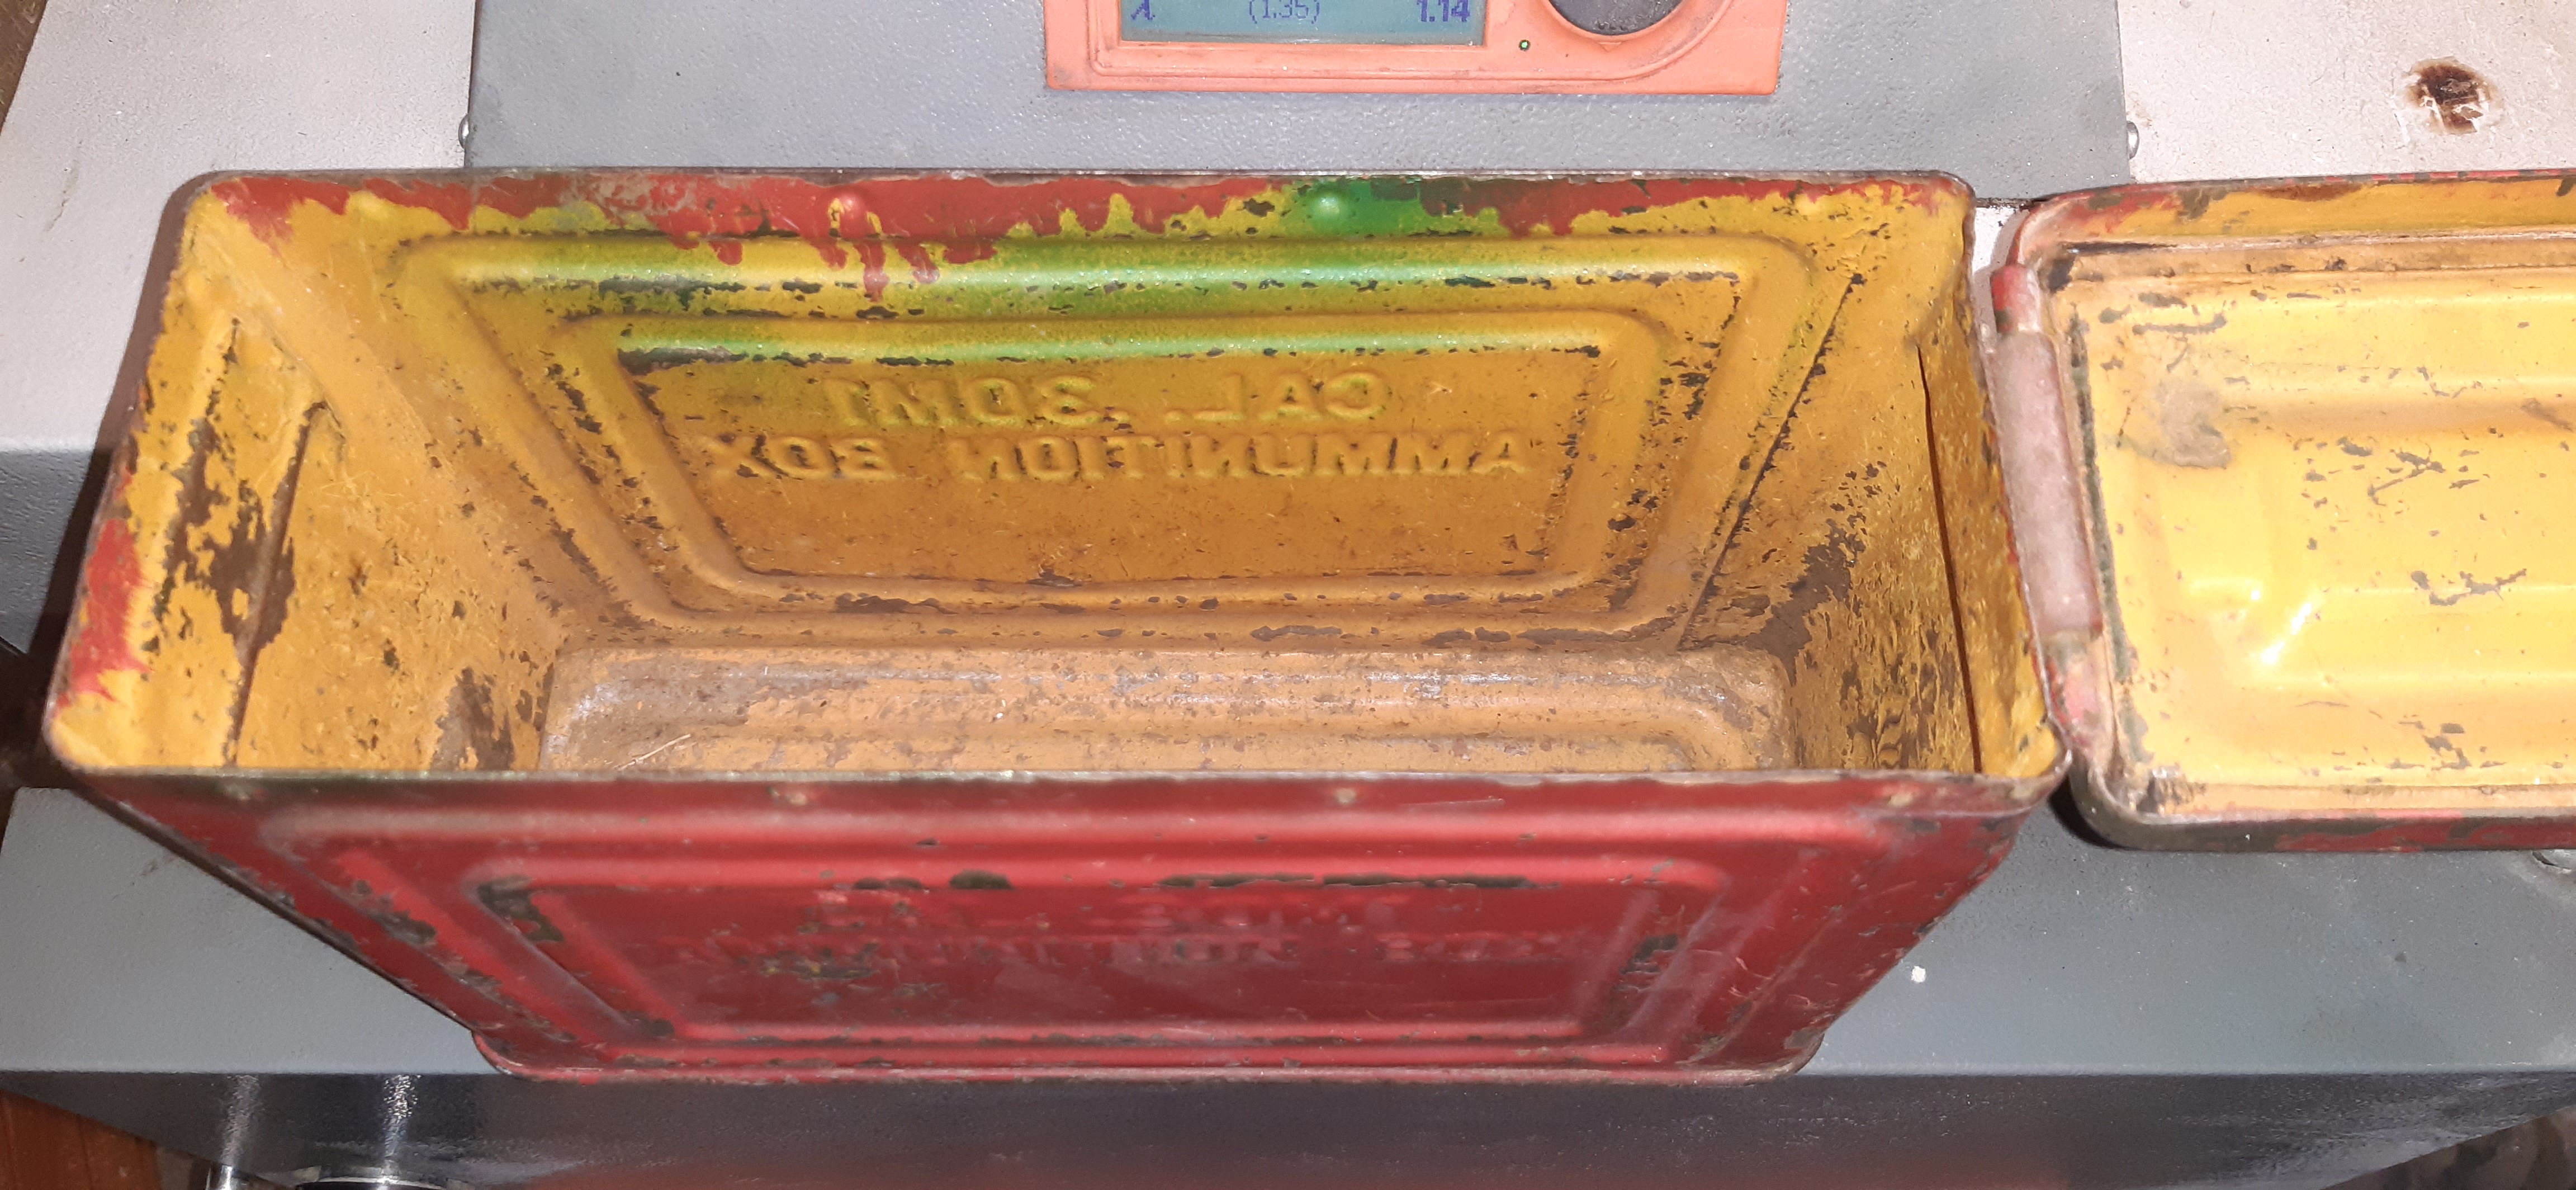 λ (1.35) 1.14
CAL. .30M1
AMMUNITION BOX